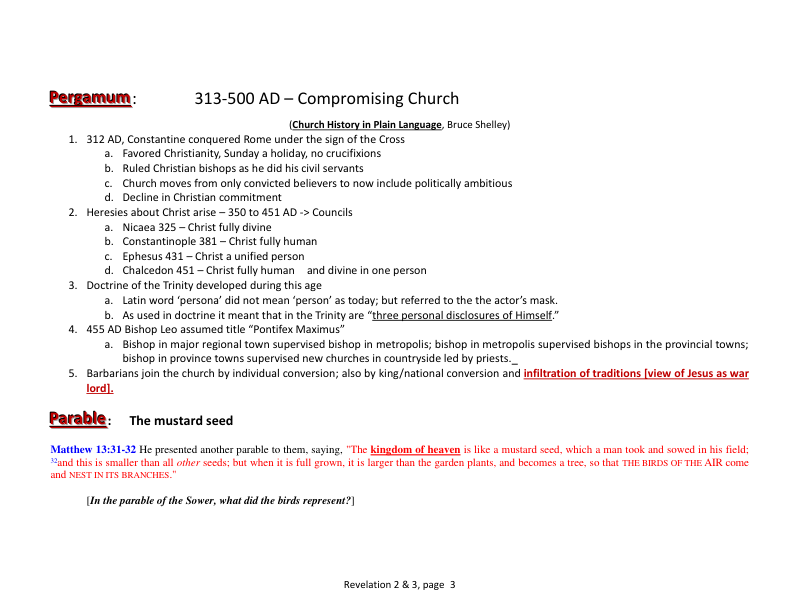 Pergamum: 313-500 AD – Compromising Church
(Church History in Plain Language, Bruce Shelley)
1. 312 AD, Constantine conquered Rome under the sign of the Cross
a. Favored Christianity, Sunday a holiday, no crucifixions
b. Ruled Christian bishops as he did his civil servants
c. Church moves from only convicted believers to now include politically ambitious
d. Decline in Christian commitment
2. Heresies about Christ arise – 350 to 451 AD -> Councils
a. Nicaea 325 – Christ fully divine
b. Constantinople 381 – Christ fully human
c. Ephesus 431 – Christ a unified person
d. Chalcedon 451 – Christ fully human and divine in one person
3. Doctrine of the Trinity developed during this age
a. Latin word ‘persona’ did not mean ‘person’ as today; but referred to the the actor’s mask.
b. As used in doctrine it meant that in the Trinity are “three personal disclosures of Himself.”
4. 455 AD Bishop Leo assumed title “Pontifex Maximus”
a. Bishop in major regional town supervised bishop in metropolis; bishop in metropolis supervised bishops in the provincial towns;
bishop in province towns supervised new churches in countryside led by priests._
5. Barbarians join the church by individual conversion; also by king/national conversion and infiltration of traditions [view of Jesus as war
lord].
Parable: The mustard seed
Matthew 13:31-32 He presented another parable to them, saying, "The kingdom of heaven is like a mustard seed, which a man took and sowed in his field;
32and this is smaller than all other seeds; but when it is full grown, it is larger than the garden plants, and becomes a tree, so that THE BIRDS OF THE AIR come
and NEST IN ITS BRANCHES."
[In the parable of the Sower, what did the birds represent?]
Revelation 2 & 3, page 3